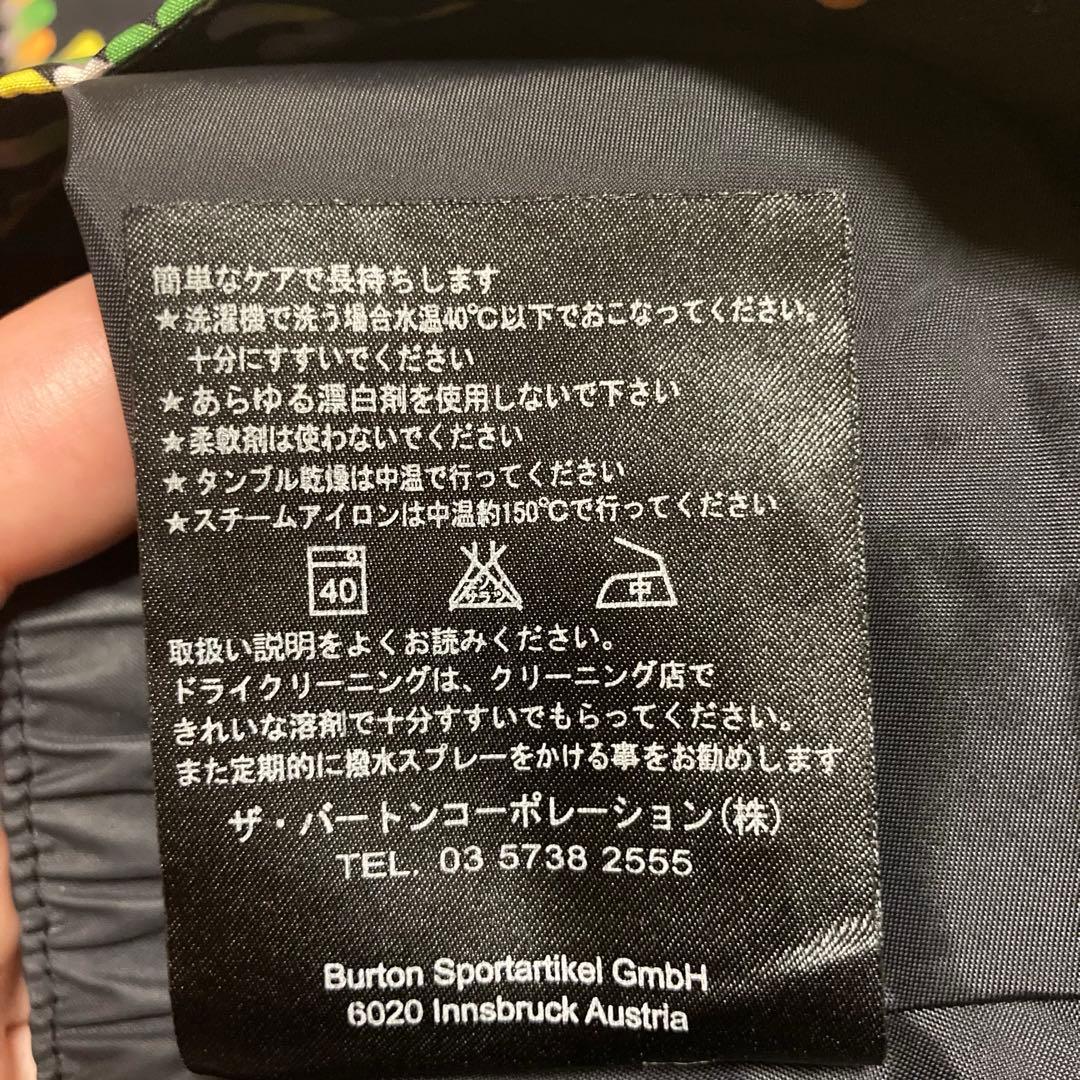 簡単なケアで長持ちします
★洗濯機で洗う場合水温40℃以下でおこなってください。
十分にすすいでください
★あらゆる漂白剤を使用しないで下さい
★柔軟剤は使わないでください
★タンブル乾燥は中温で行ってください
★スチームアイロンは中温約150℃で行ってください
40 エンソサラシ 中
取扱い説明をよくお読みください。
ドライクリーニングは、クリーニング店で
きれいな溶剤で十分すすいでもらってください。
また定期的に撥水スプレーをかける事をお勧めします
ザ・バートンコーポレーション(株)
TEL. 03 5738 2555
Burton Sportartikel GmbH
6020 Innsbruck Austria